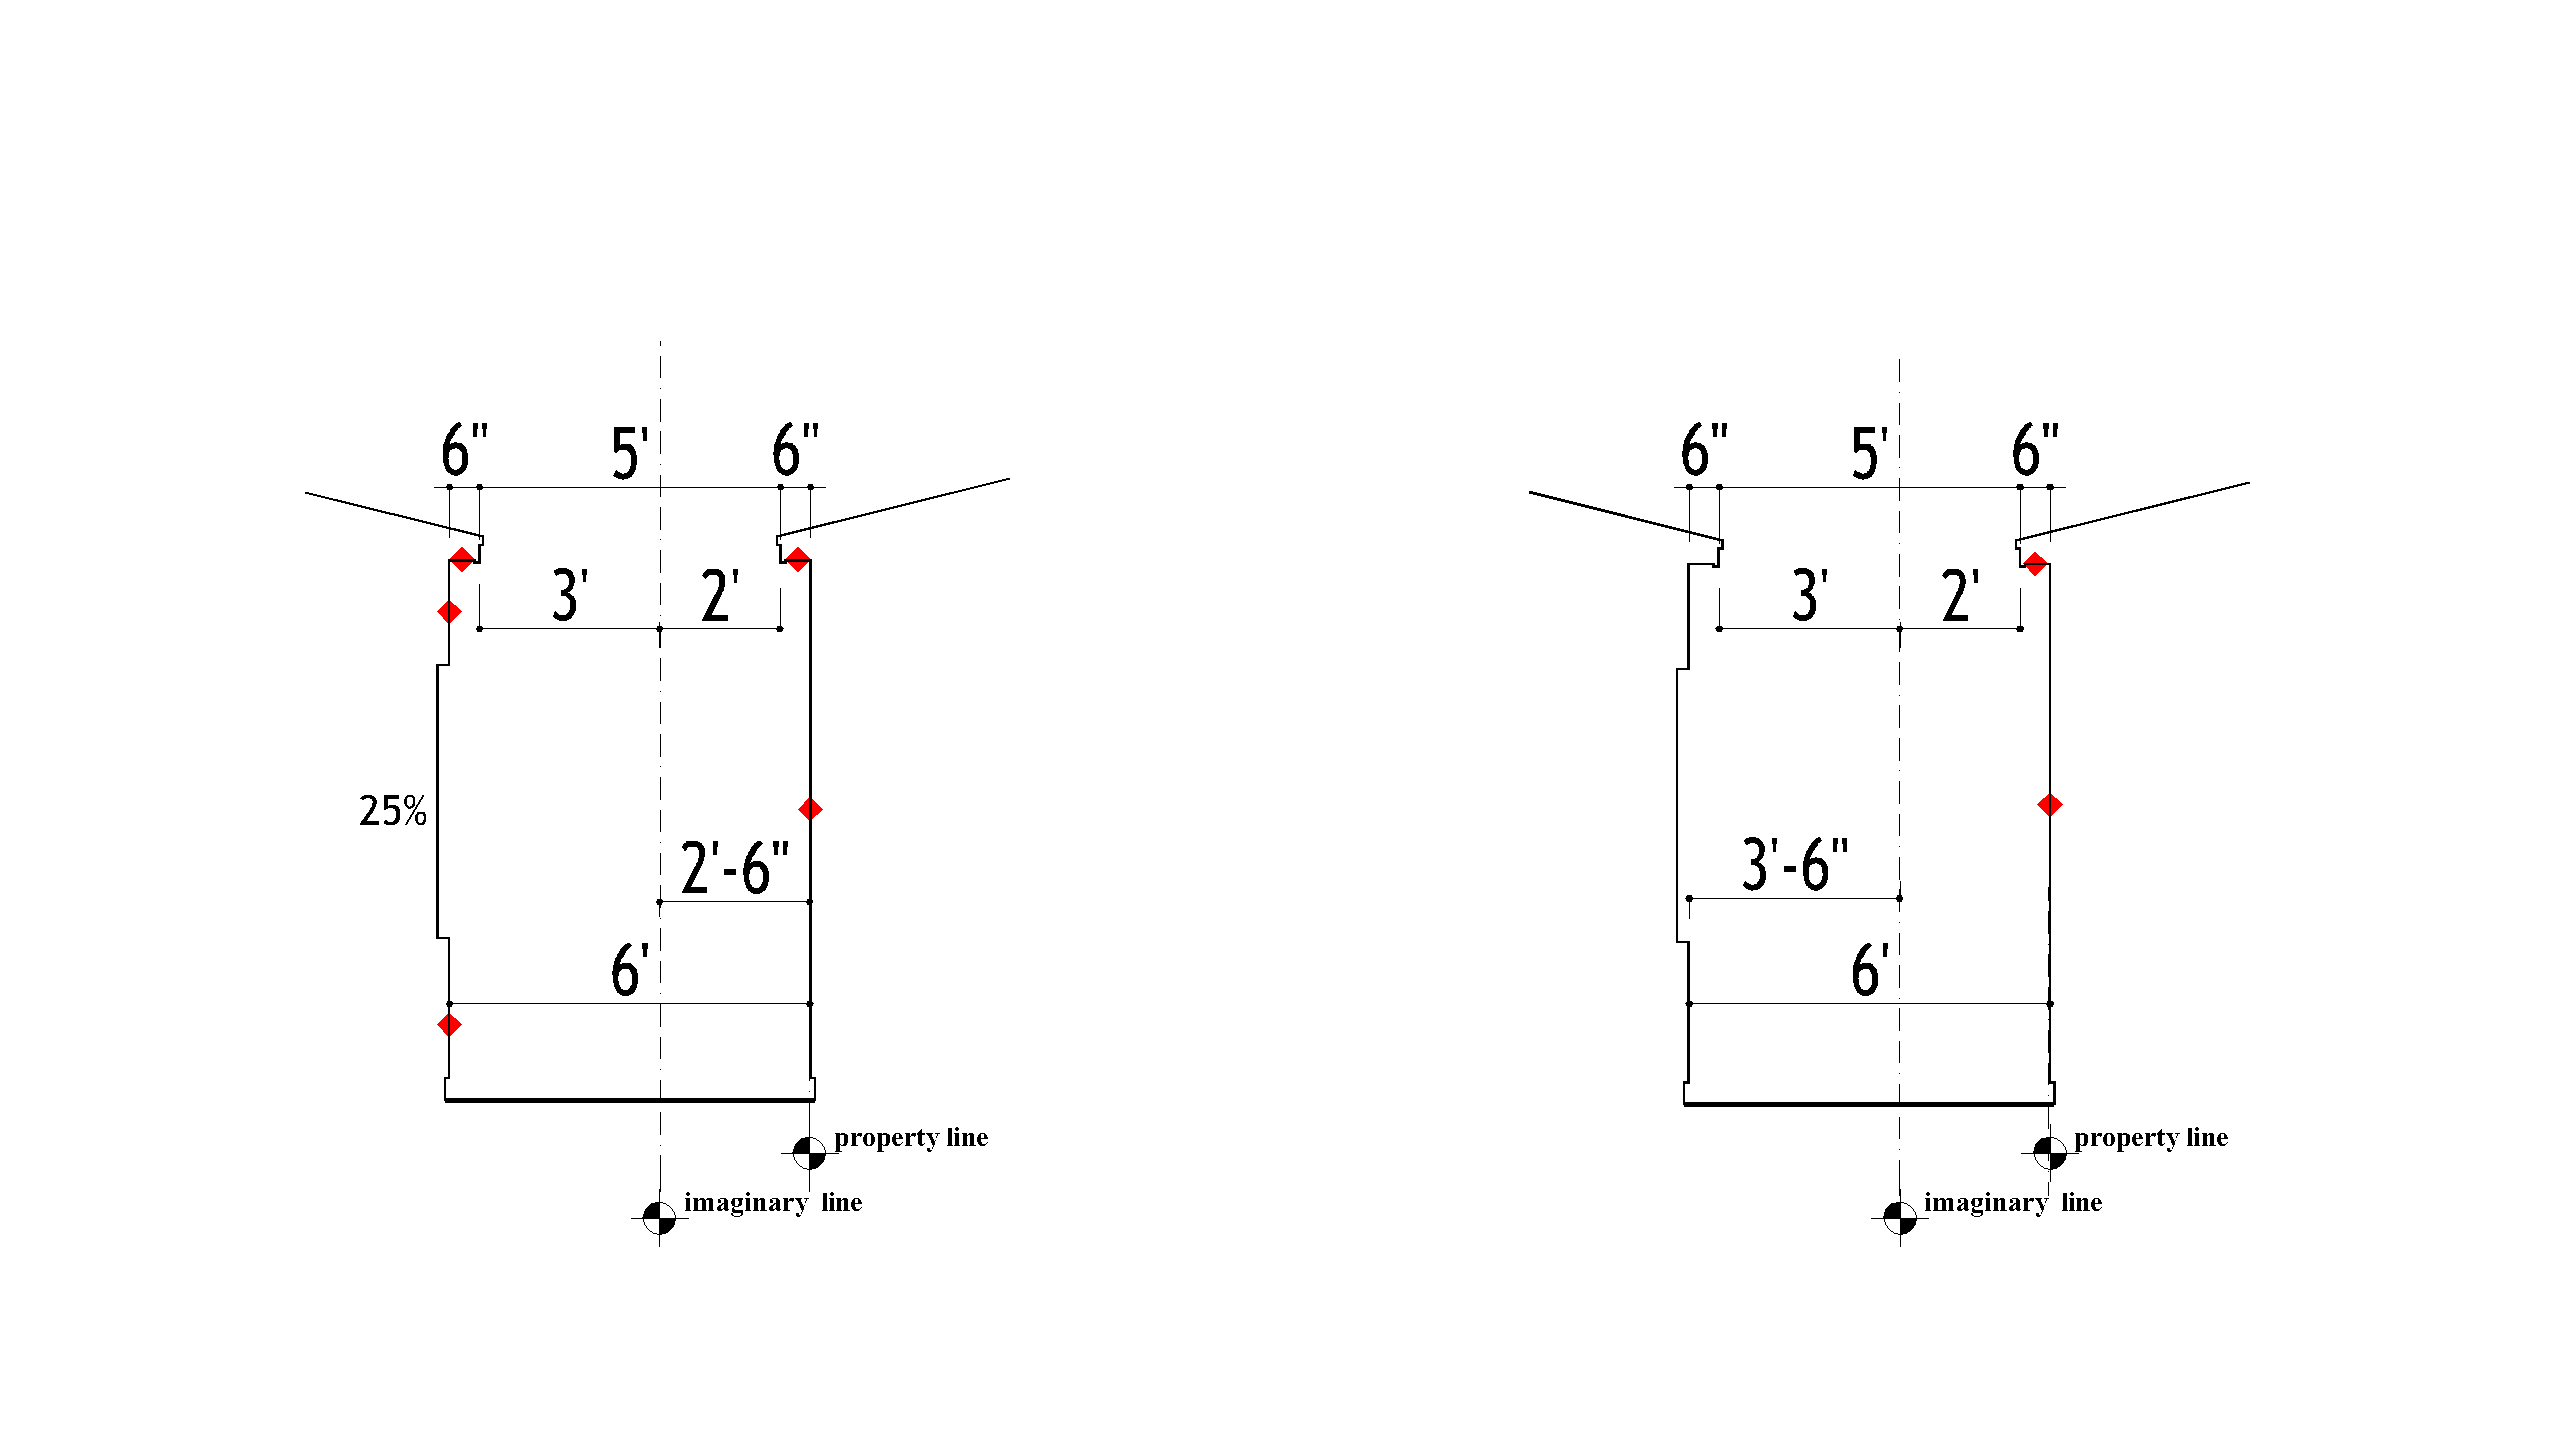 6" 5' 6"
3' 2'
25%
2'-6"
6'
property line
imaginary line
6" 5' 6"
3' 2'
3'-6"
6'
property line
imaginary line